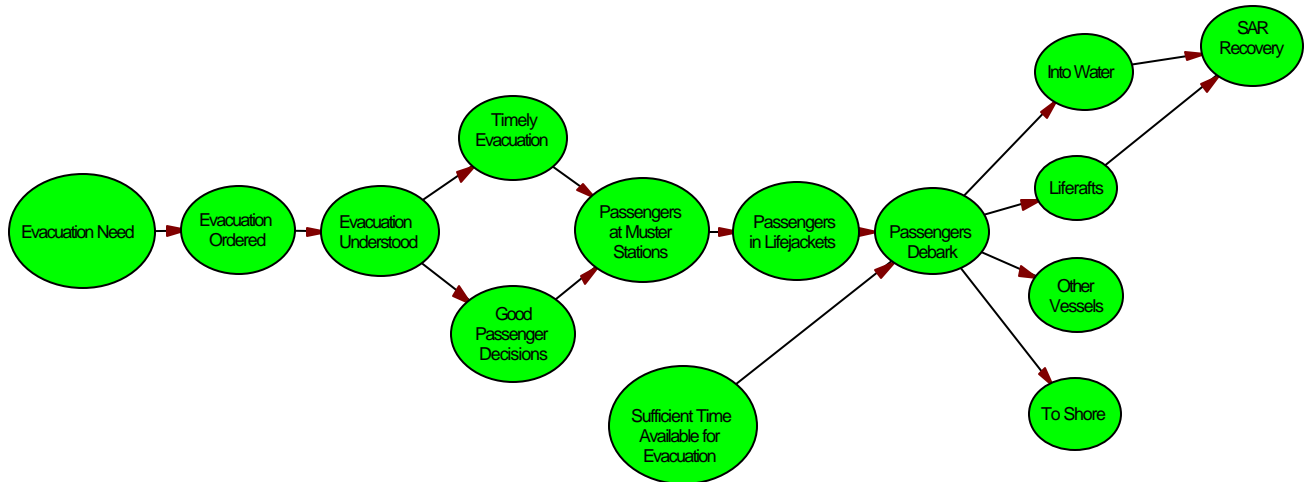 Evacuation Need
Evacuation
Ordered
Evacuation
Understood
Timely
Evacuation
Good
Passenger
Decisions
Passengers
at Muster
Stations
Passengers
in Lifejackets
Sufficient Time
Available for
Evacuation
Passengers
Debark
Into Water
Liferafts
Other
Vessels
To Shore
SAR
Recovery